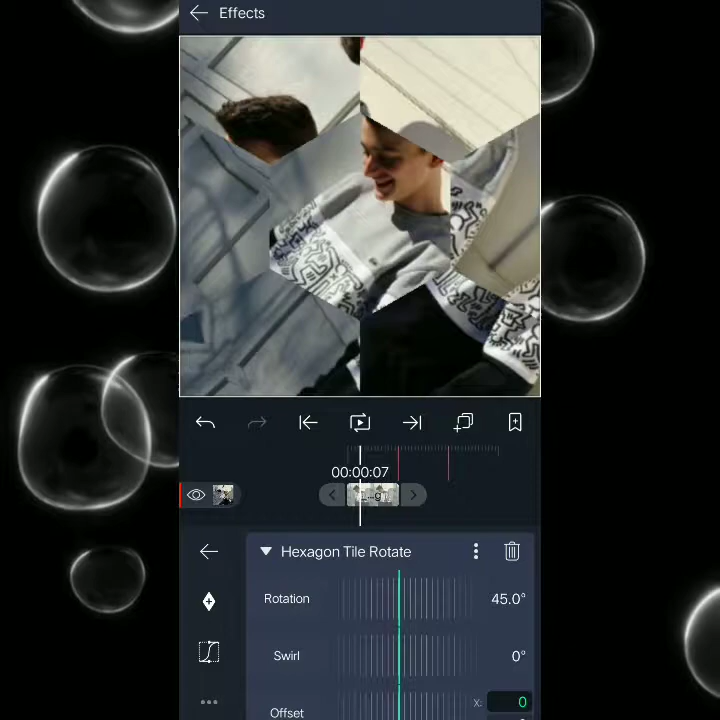 Effects
00:00:07
Hexagon Tile Rotate
Rotation 45.0°
Swirl 0°
Offset X: 0